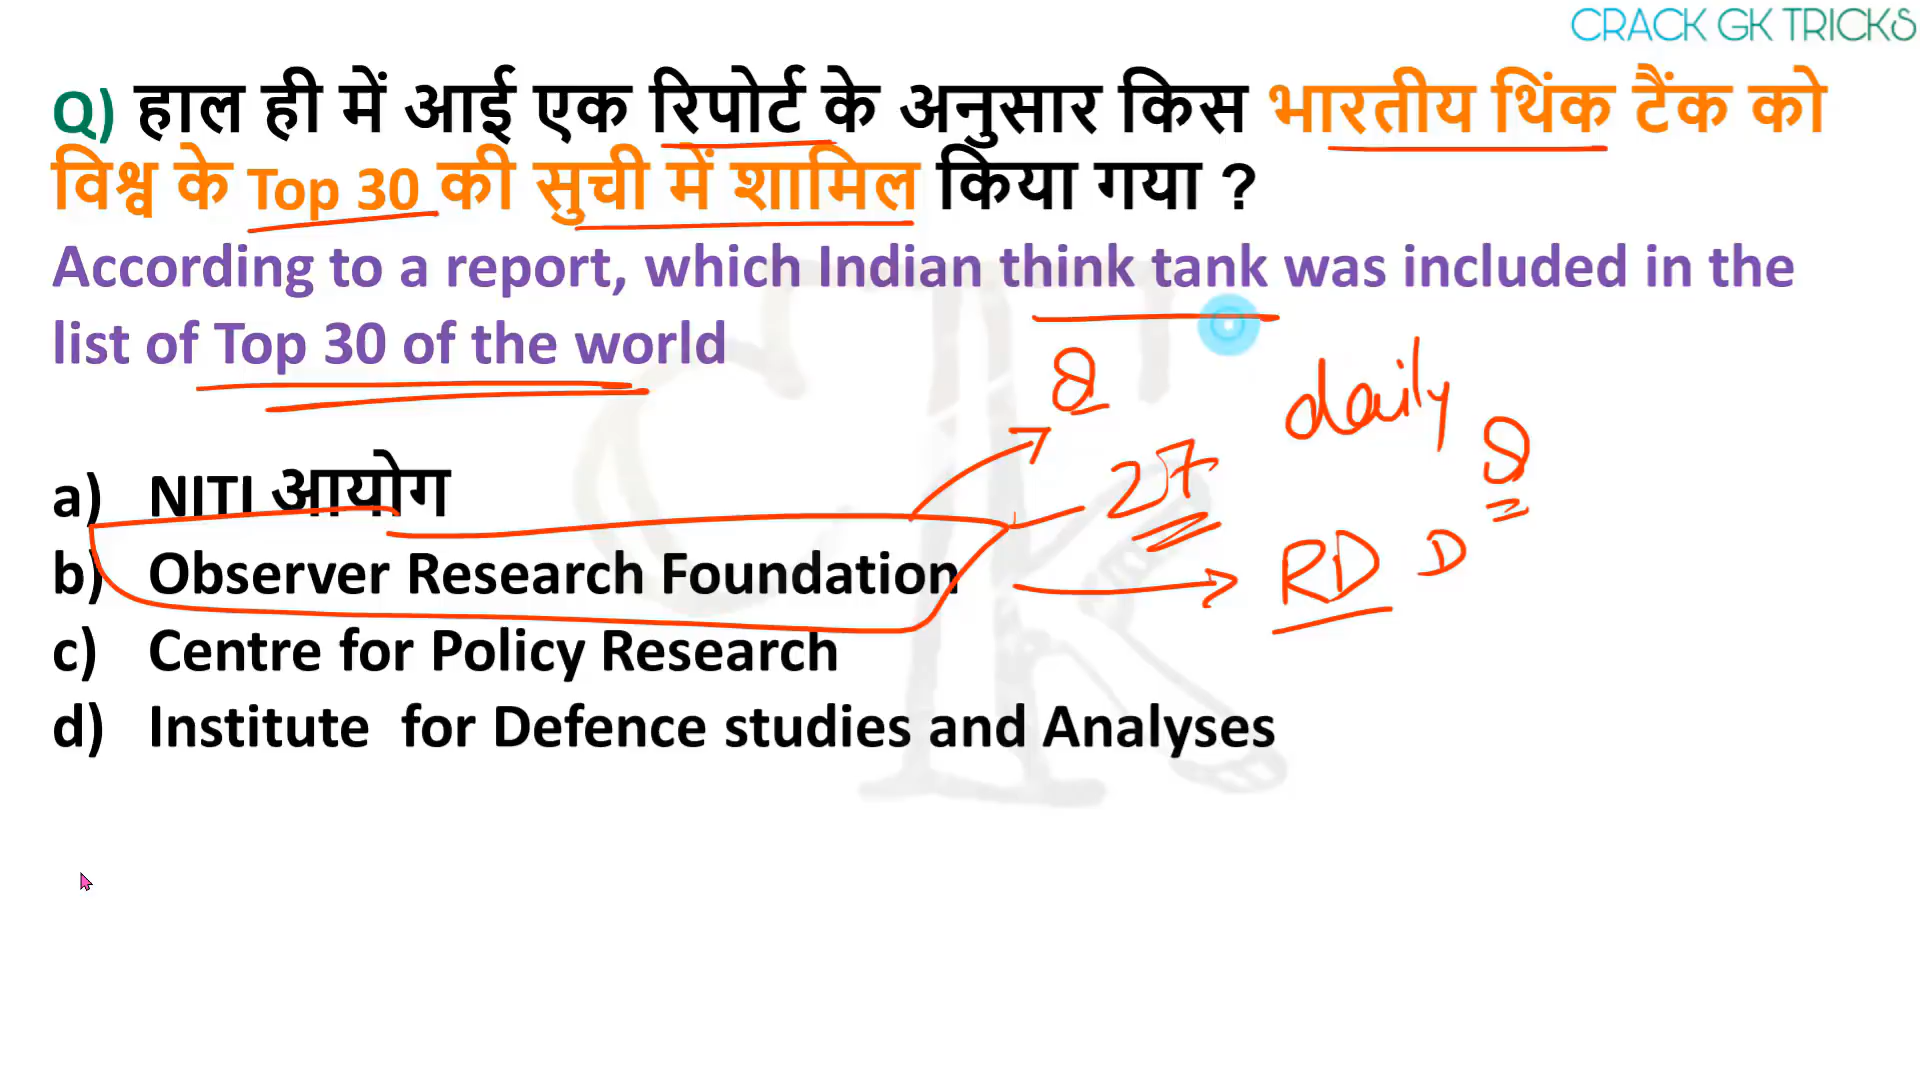 CRACK GK TRICKS
Q) हाल ही में आई एक रिपोर्ट के अनुसार किस भारतीय थिंक टैंक को
विश्व के Top 30 की सुची में शामिल किया गया ?
According to a report, which Indian think tank was included in the
list of Top 30 of the world
daily
27
a) NITI आयोग
RD D
b) Observer Research Foundation
c) Centre for Policy Research
d) Institute for Defence studies and Analyses